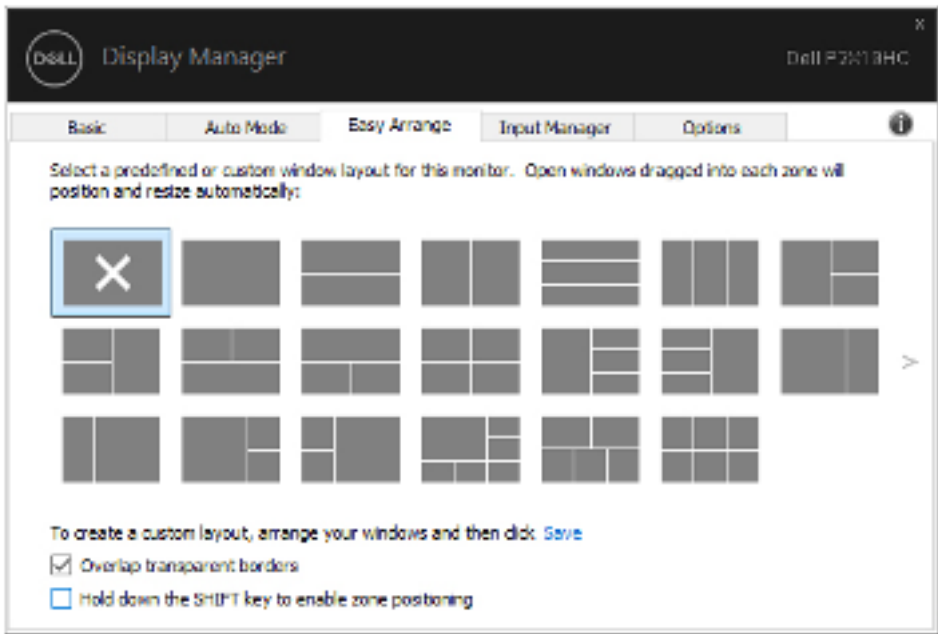 DELL Display Manager
x
Dell
Basic
Auto Mode
Easy Arrange
Input Manager
Options
i
Select a predefined or custom window layout for this monitor. Open windows dragged into each zone will
position and resize automatically:
>
To create a custom layout, arrange your windows and then click Save
Overlap transparent borders
Hold down the SHIFT key to enable zone positioning